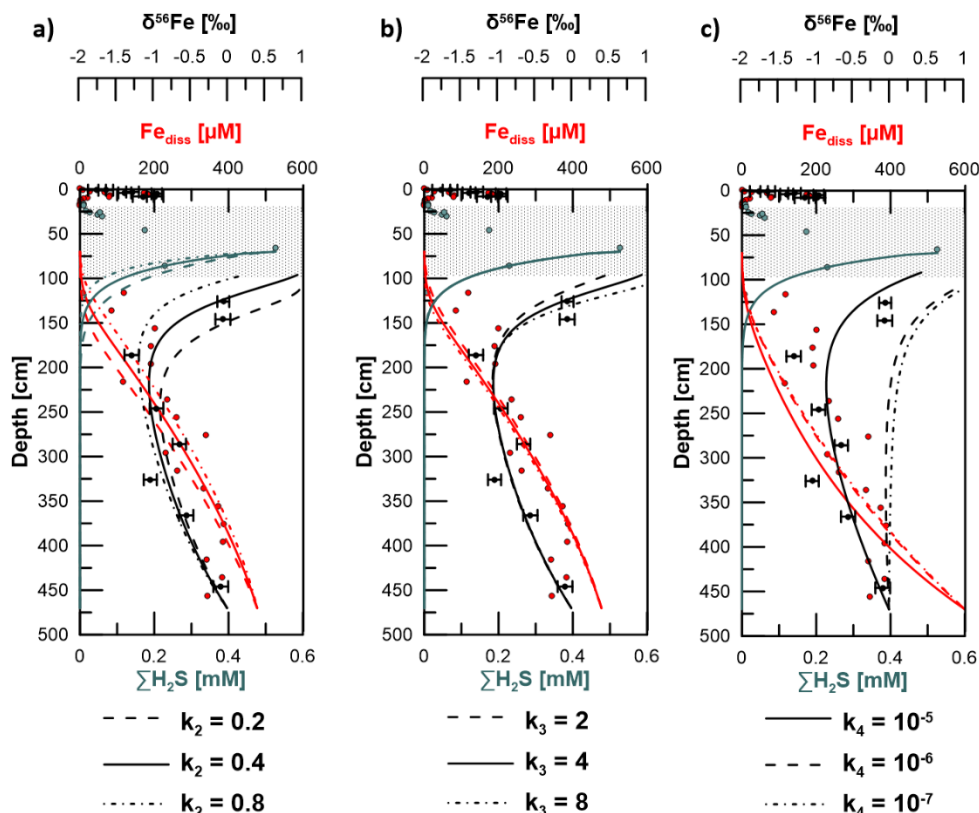 a)
δ⁵⁶Fe [‰]
-2 -1.5 -1 -0.5 0 0.5 1
Fe_diss [µM]
0 200 400 600
0
50
100
150
200
250
300
350
400
450
500
Depth [cm]
0 0.2 0.4 0.6
∑H₂S [mM]
k₂ = 0.2
k₂ = 0.4
k₂ = 0.8
b)
δ⁵⁶Fe [‰]
-2 -1.5 -1 -0.5 0 0.5 1
Fe_diss [µM]
0 200 400 600
0
50
100
150
200
250
300
350
400
450
500
Depth [cm]
0 0.2 0.4 0.6
∑H₂S [mM]
k₃ = 2
k₃ = 4
k₃ = 8
c)
δ⁵⁶Fe [‰]
-2 -1.5 -1 -0.5 0 0.5 1
Fe_diss [µM]
0 200 400 600
0
50
100
150
200
250
300
350
400
450
500
Depth [cm]
0 0.2 0.4 0.6
∑H₂S [mM]
k₄ = 10⁻⁵
k₄ = 10⁻⁶
k₄ = 10⁻⁷